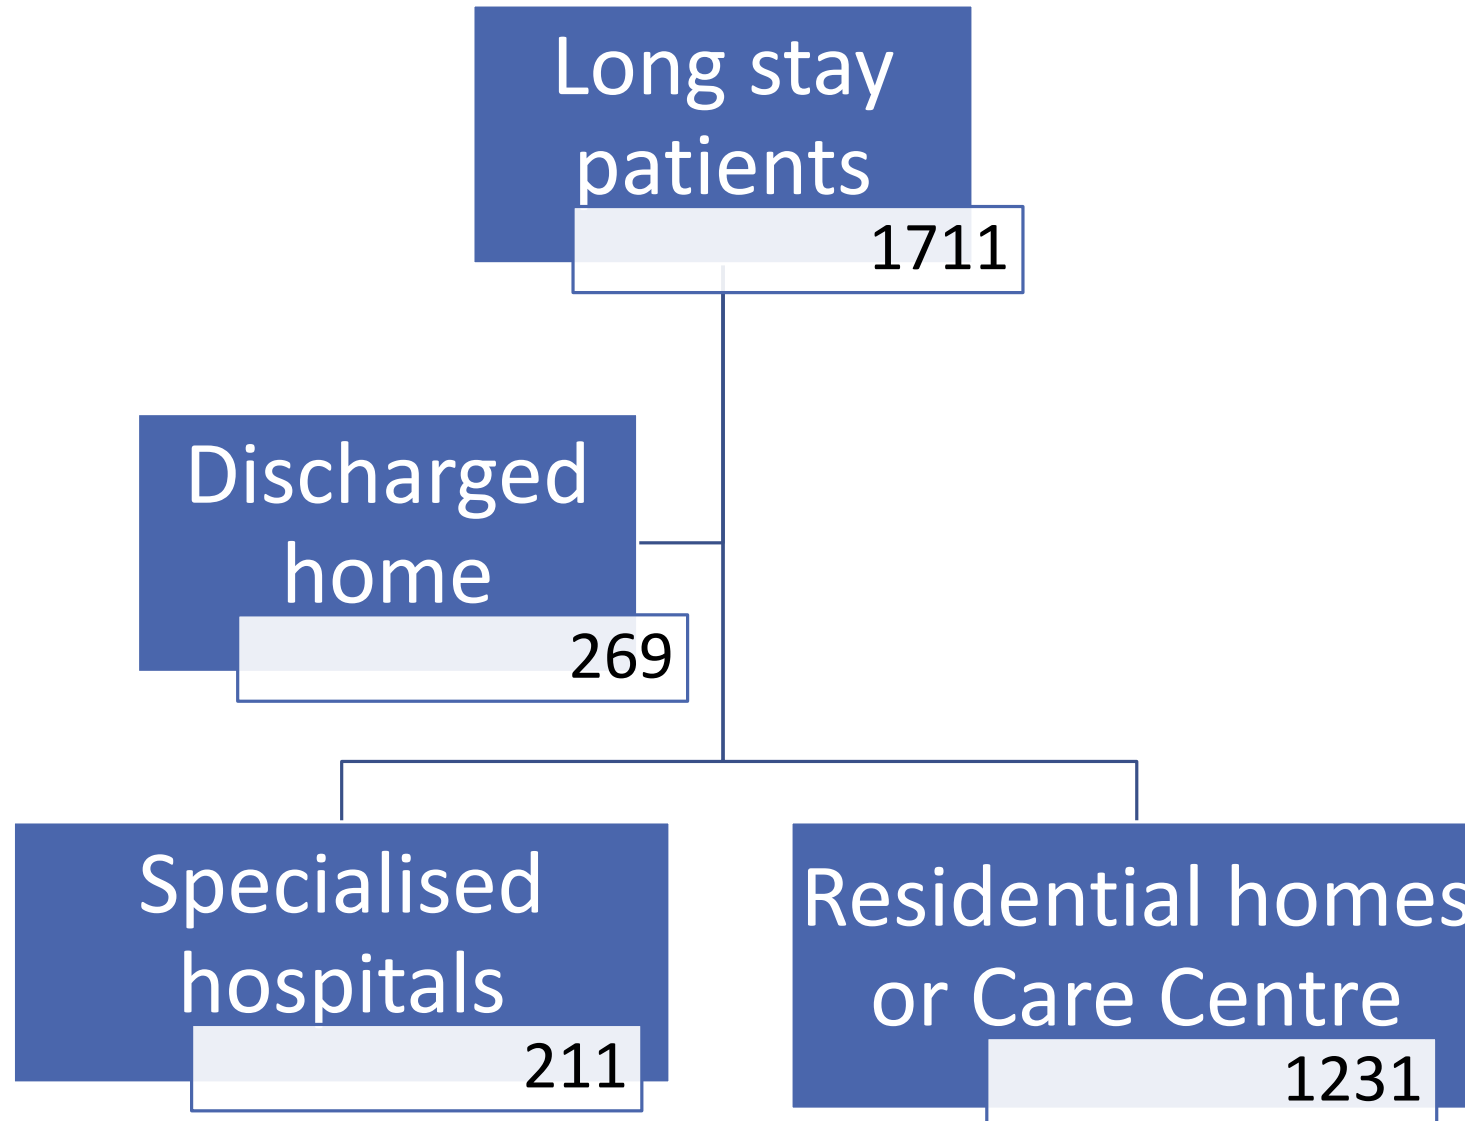 Long stay
patients
1711
Discharged
home
269
Specialised
hospitals
211
Residential homes
or Care Centre
1231